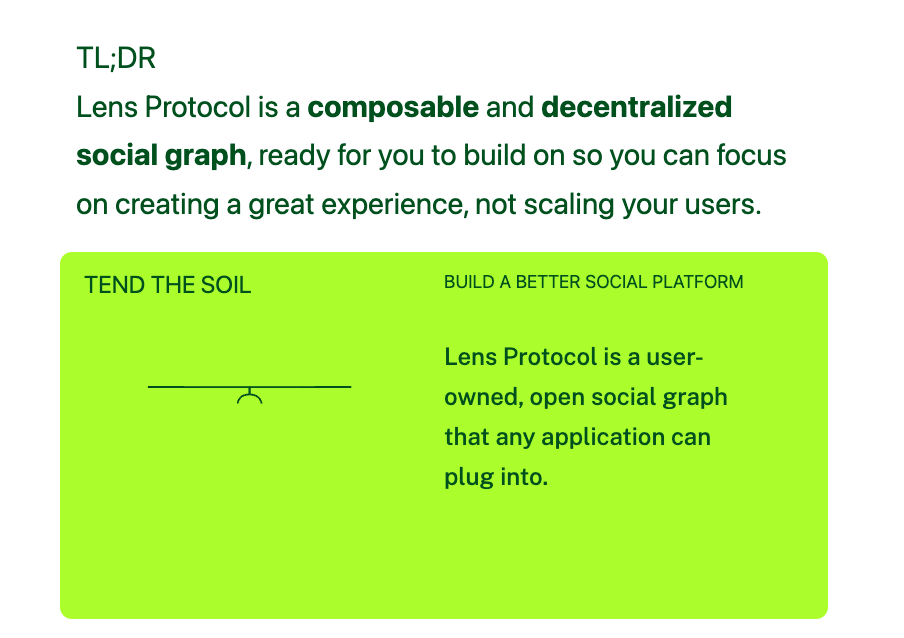 TL;DR
Lens Protocol is a composable and decentralized
social graph, ready for you to build on so you can focus
on creating a great experience, not scaling your users.
TEND THE SOIL
BUILD A BETTER SOCIAL PLATFORM
Lens Protocol is a user-
owned, open social graph
that any application can
plug into.